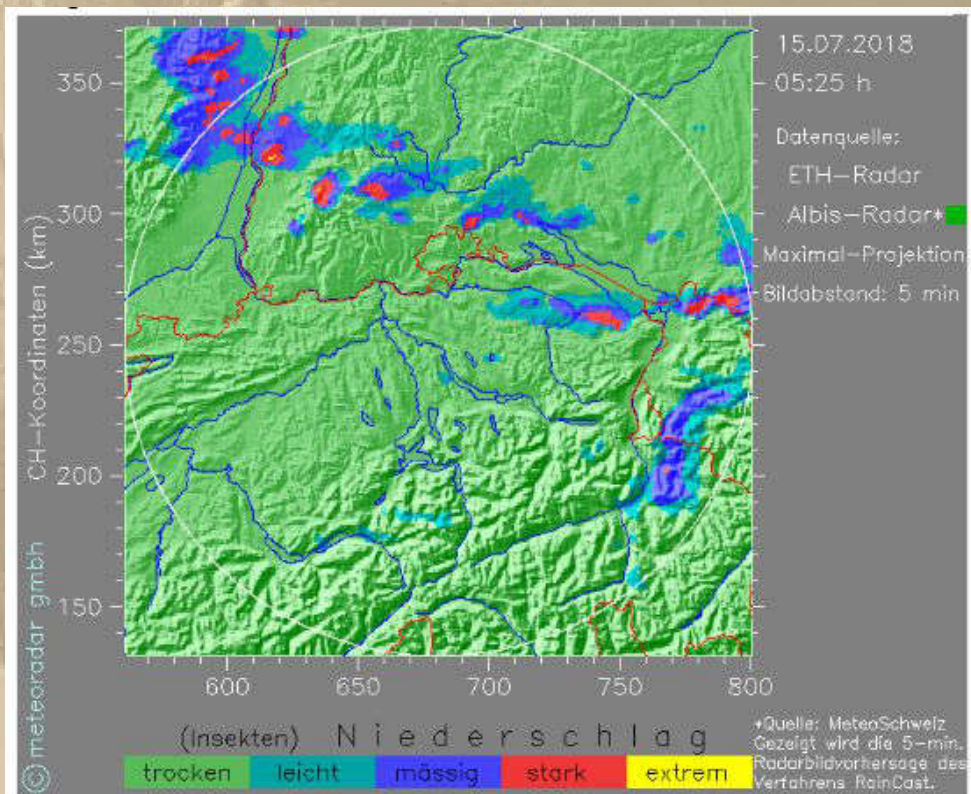 15.07.2018
05:25 h
Datenquelle:
ETH-Radar
Albis-Radar*
Maximal-Projektion
Bildabstand: 5 min
CH-Koordinaten (km)
350
300
250
200
150
600 650 700 750 800
© meteoradar gmbh
(Insekten) Niederschlag
trocken leicht mässig stark extrem
*Quelle: MeteoSchweiz
Gezeigt wird die 5-min.
Radarbildvorhersage des
Verfahrens RainCast.